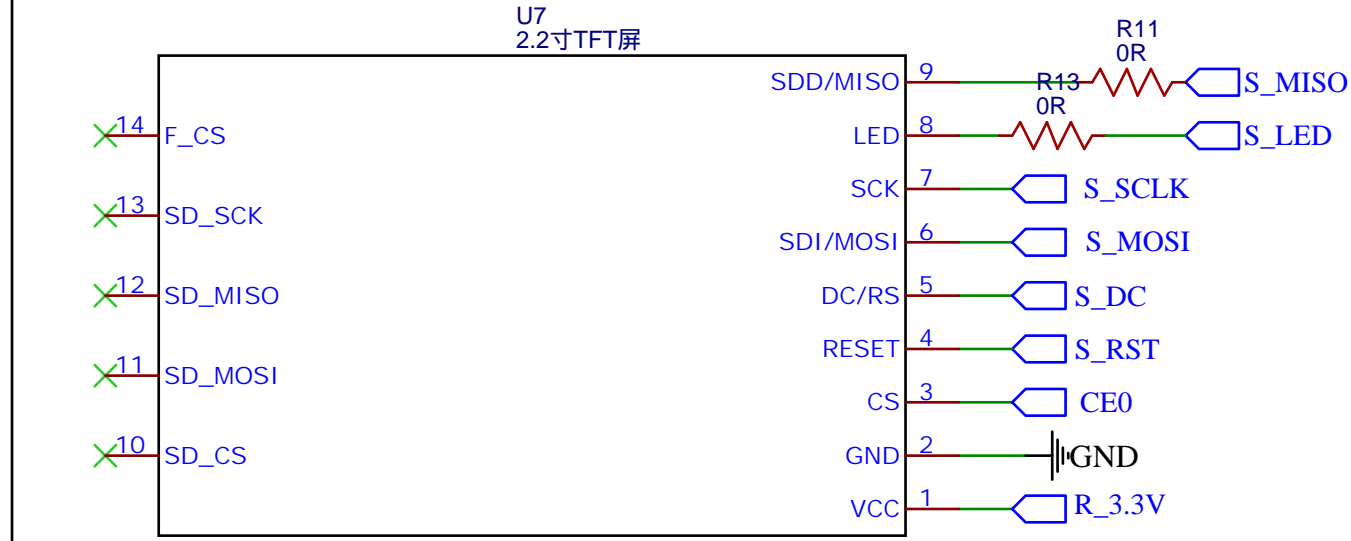 U7
2.2寸TFT屏
R11
0R
SDD/MISO 9 S_MISO
R13
0R
14 F_CS
LED 8 S_LED
SCK 7 S_SCLK
13 SD_SCK
SDI/MOSI 6 S_MOSI
12 SD_MISO
DC/RS 5 S_DC
RESET 4 S_RST
11 SD_MOSI
CS 3 CE0
10 SD_CS
GND 2 GND
VCC 1 R_3.3V